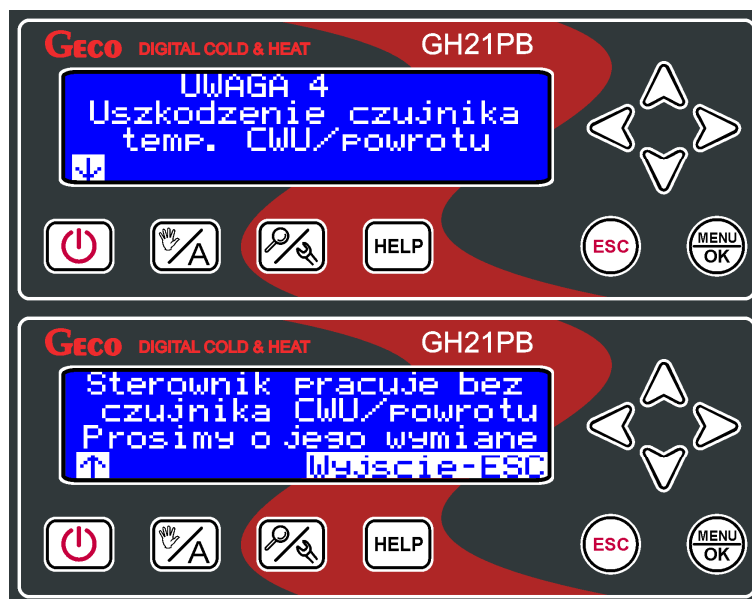 GECO DIGITAL COLD & HEAT GH21PB
UWAGA 4
Uszkodzenie czujnika
temp. CWU/powrotu
A
HELP
ESC
MENU
OK
GECO DIGITAL COLD & HEAT GH21PB
Sterownik pracuje bez
czujnika CWU/powrotu
Prosimy o jego wymiane
Wyjscie-ESC
A
HELP
ESC
MENU
OK